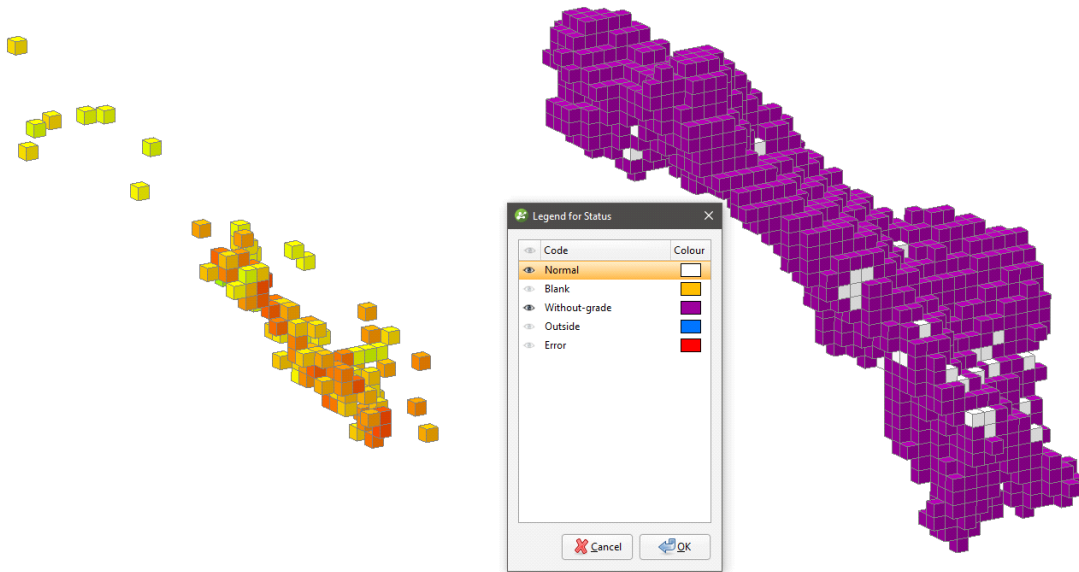 Legend for Status
Code Colour
Normal
Blank
Without-grade
Outside
Error
Cancel OK